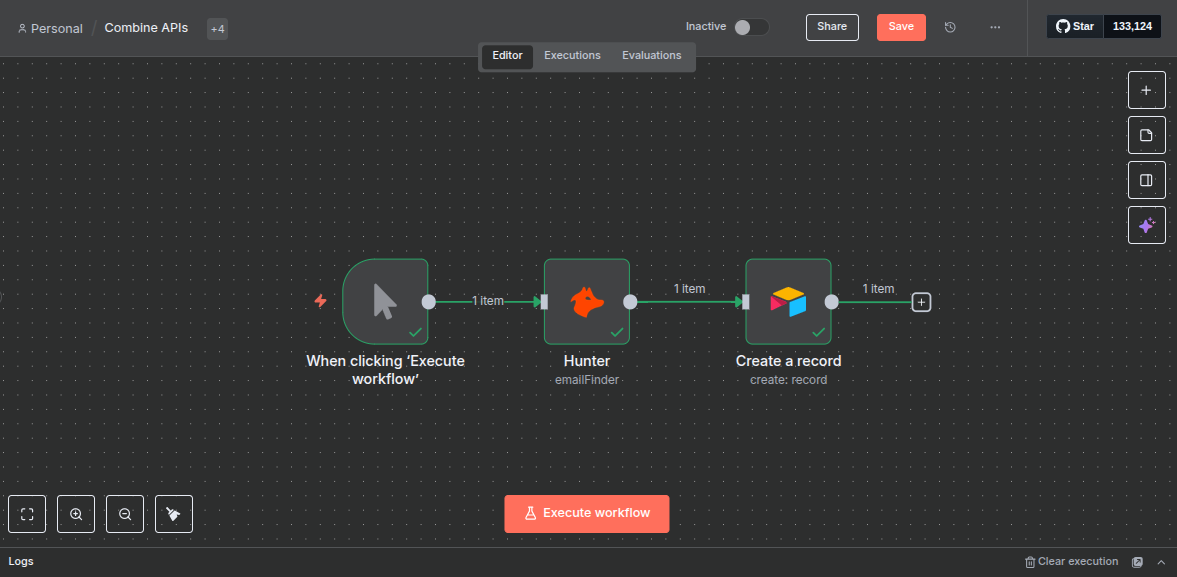 Personal / Combine APIs +4
Inactive
Share
Save
Star 133,124
Editor Executions Evaluations
1 item
1 item
1 item
When clicking ‘Execute
workflow’
Hunter
emailFinder
Create a record
create: record
Execute workflow
Logs
Clear execution